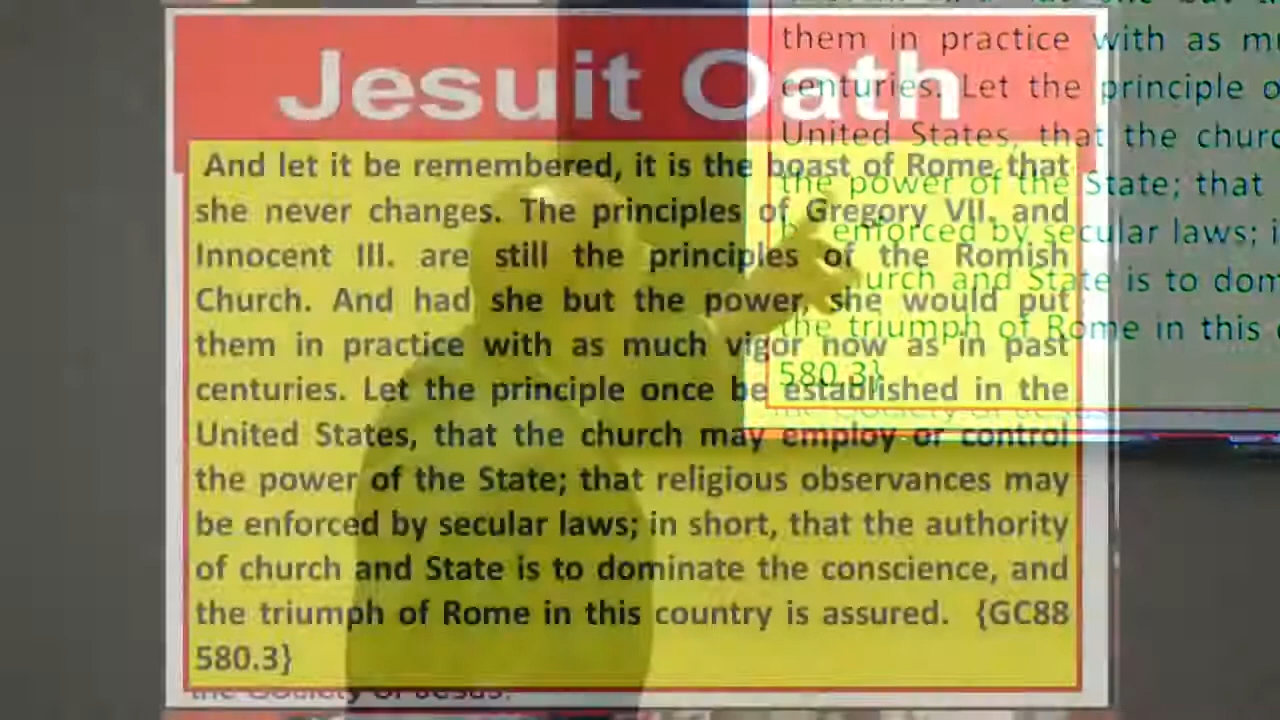 Jesuit Oath
And let it be remembered, it is the boast of Rome that
she never changes. The principles of Gregory VII. and
Innocent III. are still the principles of the Romish
Church. And had she but the power, she would put
them in practice with as much vigor now as in past
centuries. Let the principle once be established in the
United States, that the church may employ or control
the power of the State; that religious observances may
be enforced by secular laws; in short, that the authority
of church and State is to dominate the conscience, and
the triumph of Rome in this country is assured. {GC88
580.3}
the Society of Jesus.
them in practice with as
centuries. Let the principle
United States, that the
the power of the State; that
enforced by secular laws;
and State is to
the triumph of Rome in this
580.3}